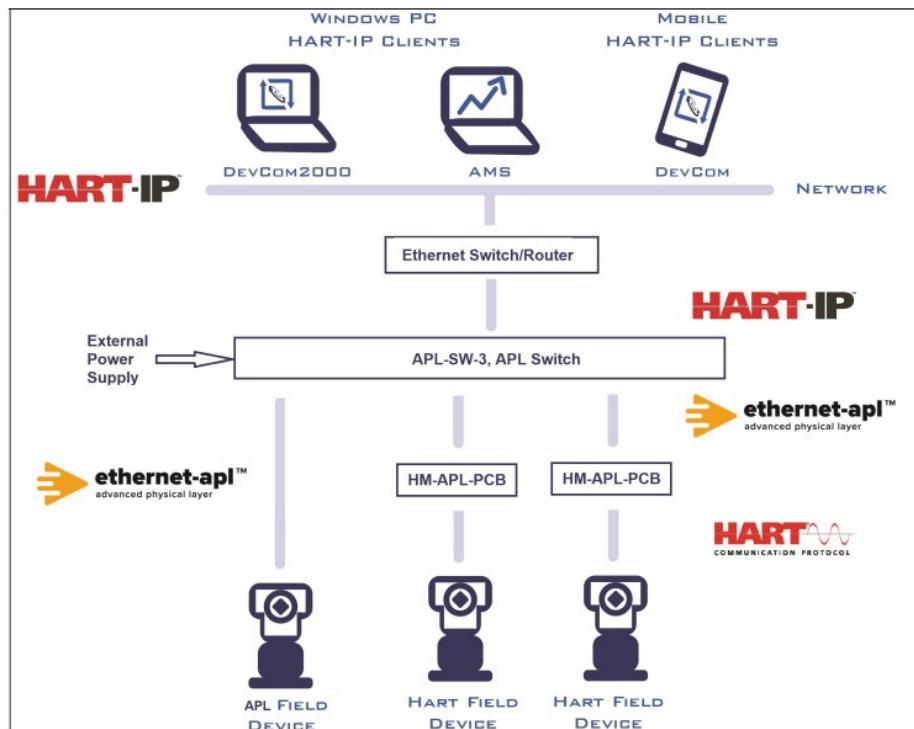 WINDOWS PC
HART-IP CLIENTS
MOBILE
HART-IP CLIENTS
DEVCOM2000
AMS
DEVCOM
HART-IP™
NETWORK
Ethernet Switch/Router
HART-IP™
External
Power
Supply
APL-SW-3, APL Switch
ethernet-apl™
advanced physical layer
ethernet-apl™
advanced physical layer
HM-APL-PCB
HM-APL-PCB
HART
COMMUNICATION PROTOCOL
APL FIELD
DEVICE
HART FIELD
DEVICE
HART FIELD
DEVICE